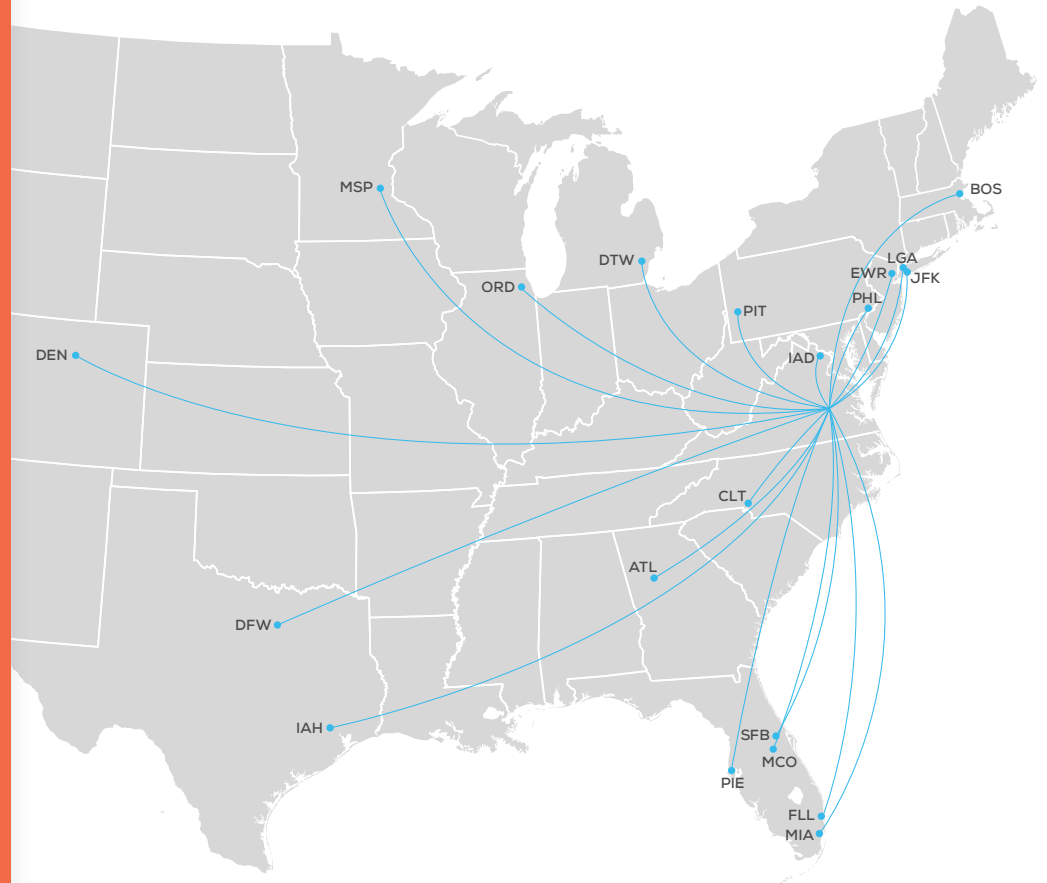 MSP
BOS
DTW
LGA
EWR
JFK
ORD
PHL
PIT
DEN
IAD
CLT
ATL
DFW
IAH
SFB
MCO
PIE
FLL
MIA